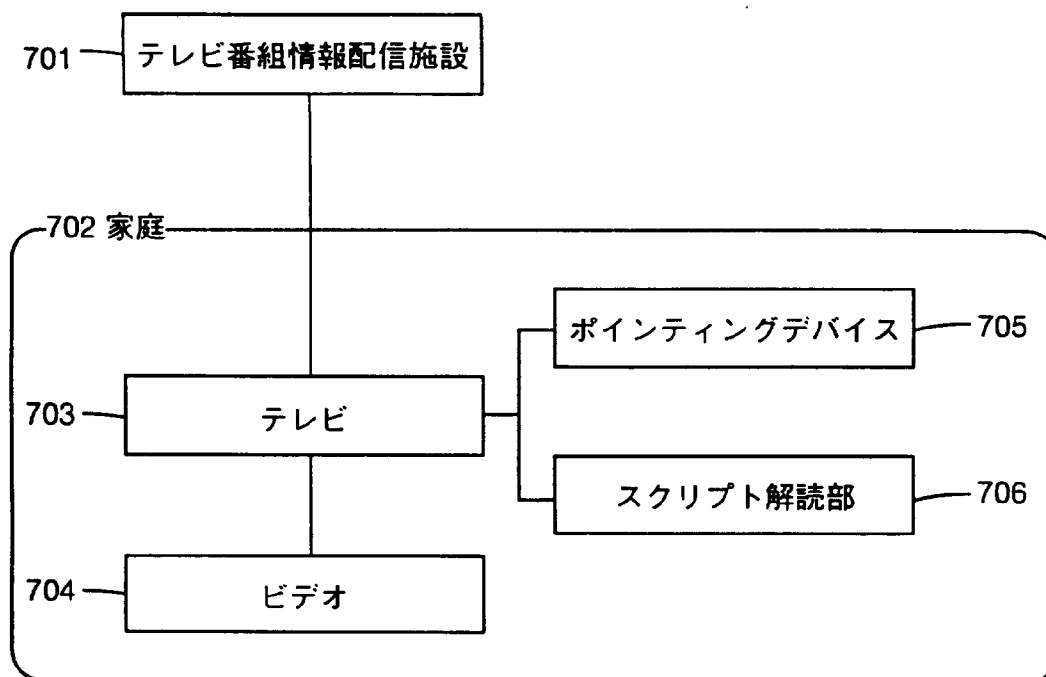 701 テレビ番組情報配信施設
702 家庭
ポインティングデバイス 705
703 テレビ
スクリプト解読部 706
704 ビデオ